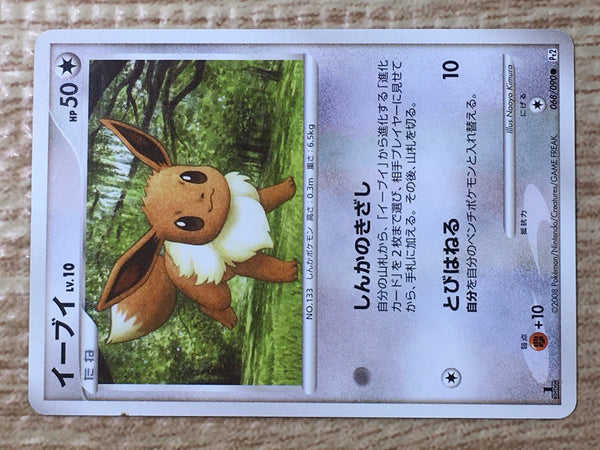 たね
イーブイ LV.10
HP 50
NO.133 しんかポケモン 高さ:0.3m 重さ:6.5kg
しんかのきざし
自分の山札から、「イーブイ」から進化する「進化
カード」を2枚まで選び、相手プレイヤーに見せて
から、手札に加える。その後、山札を切る。
とびはねる 10
自分を自分のベンチポケモンと入れ替える。
Illus. Naoyo Kimura
弱点 +10
抵抗力
にげる
©2008 Pokémon/Nintendo/Creatures/GAME FREAK.
068/090
Pt2